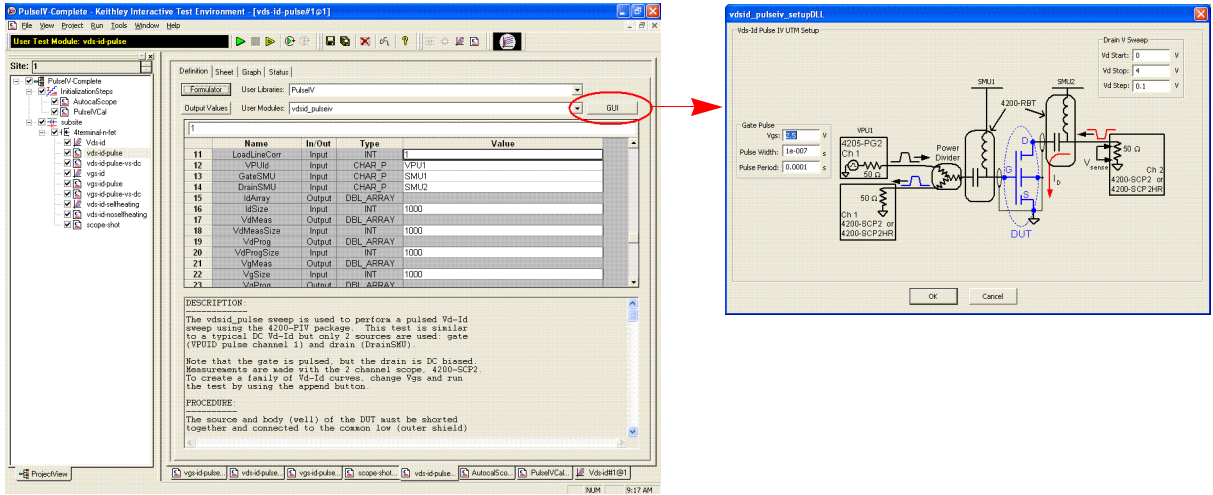 PulseIV-Complete - Keithley Interactive Test Environment - [vds-id-pulse#1@1]
File View Project Run Tools Window Help
User Test Module: vds-id-pulse
Site: 1
PulseIV-Complete
InitializationSteps
AutocalScope
PulseIVCal
subsite
4terminal-n-fet
Vds-id
vds-id-pulse
vds-id-pulse-vs-dc
vgs-id
vgs-id-pulse
vgs-id-pulse-vs-dc
vds-id-selfheating
vds-id-noselfheating
scope-shot
ProjectView
Definition Sheet Graph Status
Formulator User Libraries: PulseIV
Output Values User Modules: vdsid_pulseiv GUI
1
Name In/Out Type Value
11 LoadLineCorr Input INT 1
12 VPUId Input CHAR_P VPU1
13 GateSMU Input CHAR_P SMU1
14 DrainSMU Input CHAR_P SMU2
15 IdArray Output DBL_ARRAY
16 IdSize Input INT 1000
17 VdMeas Output DBL_ARRAY
18 VdMeasSize Input INT 1000
19 VdProg Output DBL_ARRAY
20 VdProgSize Input INT 1000
21 VgMeas Output DBL_ARRAY
22 VgSize Input INT 1000
23 VgProg Output DBL_ARRAY
DESCRIPTION:
------------
The vdsid_pulse sweep is used to perform a pulsed Vd-Id
sweep using the 4200-PIV package. This test is similar
to a typical DC Vd-Id but only 2 sources are used: gate
(VPUID pulse channel 1) and drain (DrainSMU).
Note that the gate is pulsed, but the drain is DC biased.
Measurements are made with the 2 channel scope, 4200-SCP2.
To create a family of Vd-Id curves, change Vgs and run
the test by using the append button.
PROCEDURE:
----------
The source and body (well) of the DUT must be shorted
together and connected to the common low (outer shield)
vgs-id-pulse... vds-id-pulse... vgs-id-pulse... scope-shot... vds-id-pulse... AutocalSco... PulseIVCal... Vds-id#1@1
NUM 9:17 AM
vdsid_pulseiv_setupDLL
Vds-Id Pulse IV UTM Setup
Drain V Sweep
Vd Start: 0 V
Vd Stop: 4 V
Vd Step: 0.1 V
SMU1
SMU2
4200-RBT
Gate Pulse
Vgs: 2.5 V
Pulse Width: 1e-007 s
Pulse Period: 0.0001 s
VPU1
4205-PG2
Ch 1
50 Ω
Power
Divider
50 Ω
Ch 1
4200-SCP2 or
4200-SCP2HR
G
D
S
DUT
ID
Vsense
50 Ω
Ch 2
4200-SCP2 or
4200-SCP2HR
OK Cancel